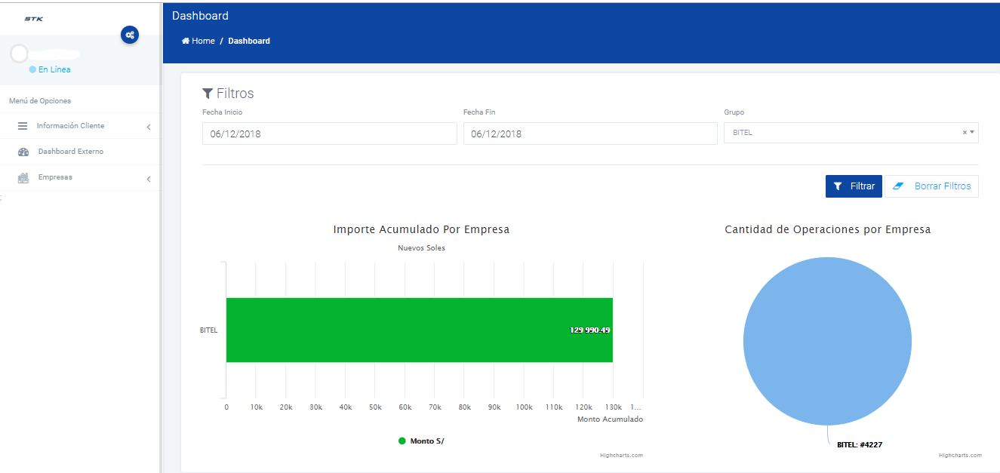 STK
En Línea
Menú de Opciones
Información Cliente
Dashboard Externo
Empresas
Dashboard
Home / Dashboard
Filtros
Fecha Inicio
Fecha Fin
Grupo
06/12/2018
06/12/2018
BITEL
× ▾
Filtrar
Borrar Filtros
Importe Acumulado Por Empresa
Nuevos Soles
BITEL
129 990.49
0 10k 20k 30k 40k 50k 60k 70k 80k 90k 100k 110k 120k 130k 1...
Monto Acumulado
Monto S/
Highcharts.com
Cantidad de Operaciones por Empresa
BITEL: #4227
Highcharts.com